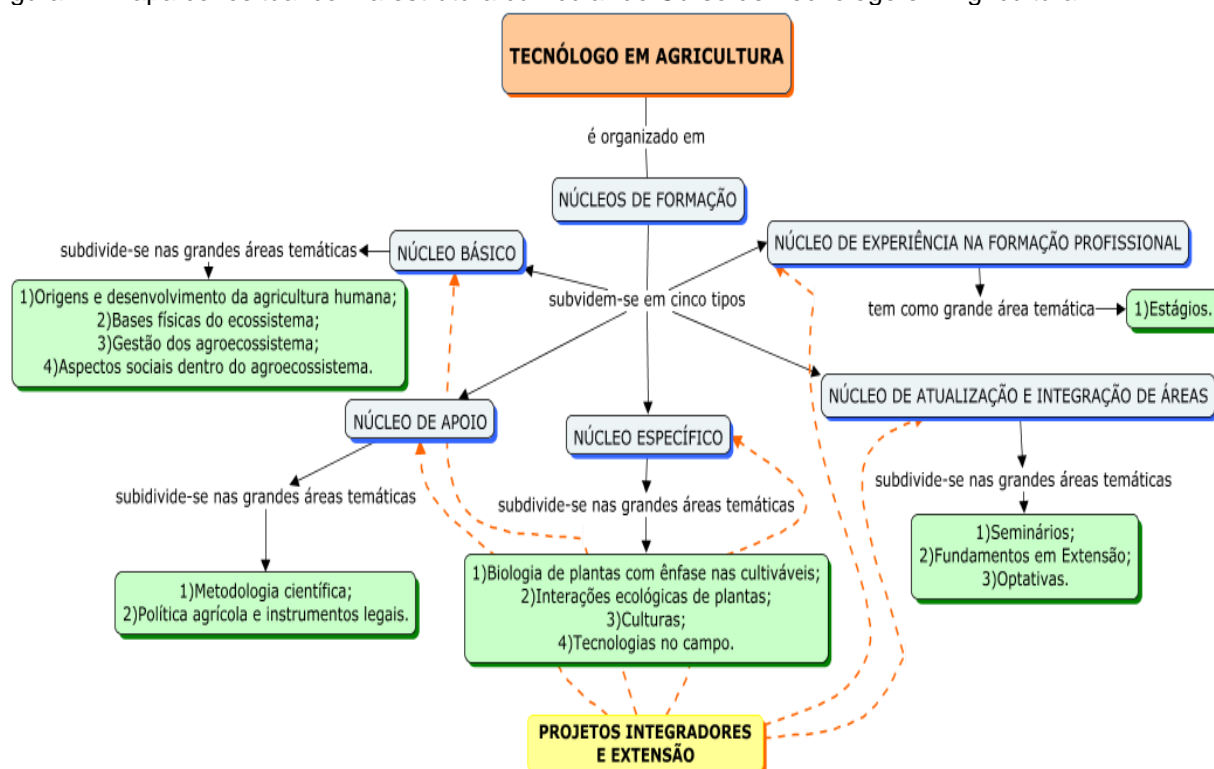 TECNÓLOGO EM AGRICULTURA
é organizado em
NÚCLEOS DE FORMAÇÃO
subdivide-se nas grandes áreas temáticas
NÚCLEO BÁSICO
NÚCLEO DE EXPERIÊNCIA NA FORMAÇÃO PROFISSIONAL
1)Origens e desenvolvimento da agricultura humana;
2)Bases físicas do ecossistema;
3)Gestão dos agroecossistema;
4)Aspectos sociais dentro do agroecossistema.
subvidem-se em cinco tipos
tem como grande área temática
1)Estágios.
NÚCLEO DE APOIO
NÚCLEO ESPECÍFICO
NÚCLEO DE ATUALIZAÇÃO E INTEGRAÇÃO DE ÁREAS
subidivide-se nas grandes áreas temáticas
subdivide-se nas grandes áreas temáticas
subdivide-se nas grandes áreas temáticas
1)Metodologia científica;
2)Política agrícola e instrumentos legais.
1)Biologia de plantas com ênfase nas cultiváveis;
2)Interações ecológicas de plantas;
3)Culturas;
4)Tecnologias no campo.
1)Seminários;
2)Fundamentos em Extensão;
3)Optativas.
PROJETOS INTEGRADORES
E EXTENSÃO